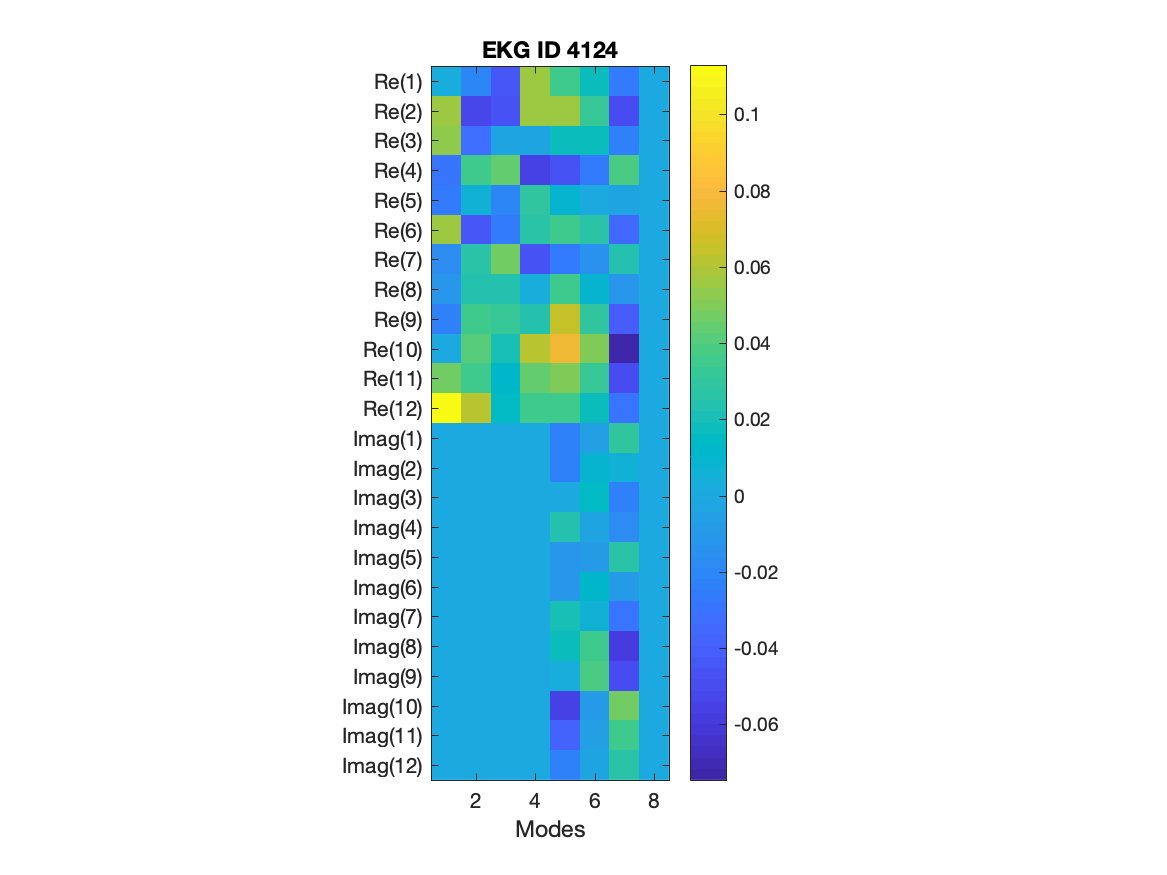 EKG ID 4124
Re(1)
Re(2)
Re(3)
Re(4)
Re(5)
Re(6)
Re(7)
Re(8)
Re(9)
Re(10)
Re(11)
Re(12)
Imag(1)
Imag(2)
Imag(3)
Imag(4)
Imag(5)
Imag(6)
Imag(7)
Imag(8)
Imag(9)
Imag(10)
Imag(11)
Imag(12)
2 4 6 8
Modes
0.1
0.08
0.06
0.04
0.02
0
-0.02
-0.04
-0.06